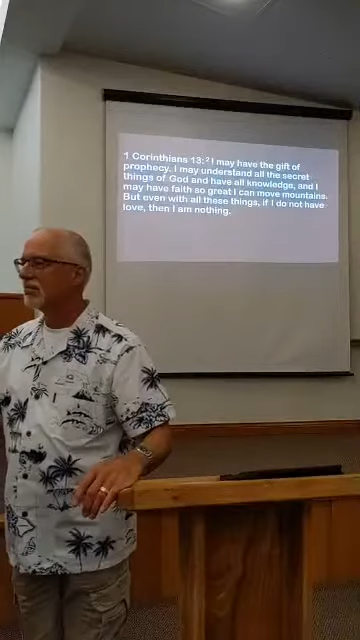 1 Corinthians 13:² I may have the gift of
prophecy. I may understand all the secret
things of God and have all knowledge, and I
may have faith so great I can move mountains.
But even with all these things, if I do not have
love, then I am nothing.